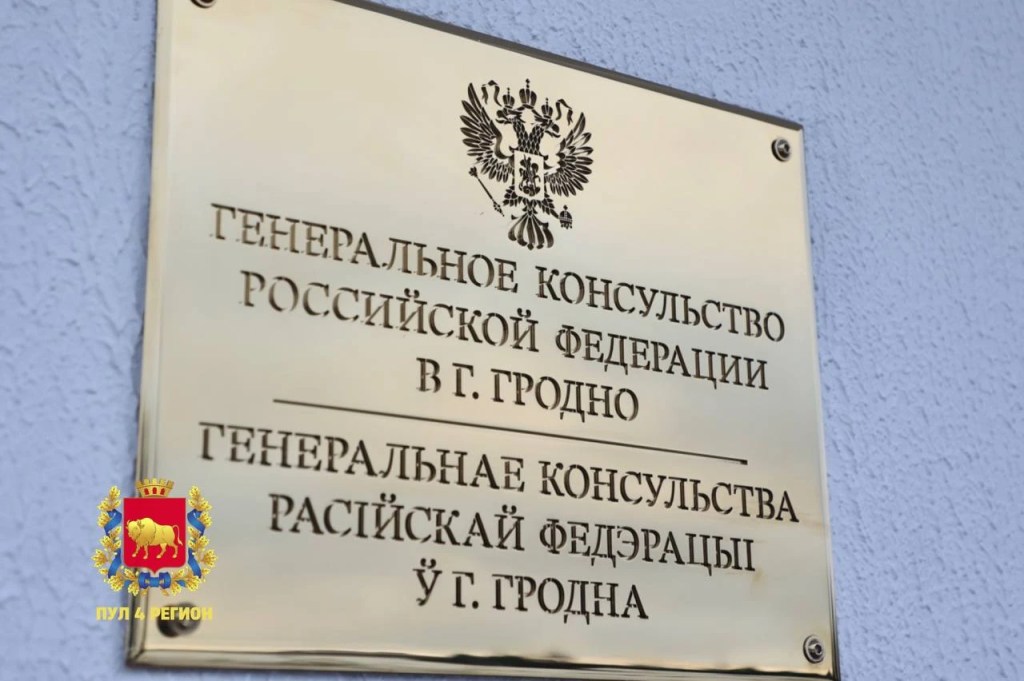 ГЕНЕРАЛЬНОЕ КОНСУЛЬСТВО
РОССИЙСКОЙ ФЕДЕРАЦИИ
В Г. ГРОДНО
ГЕНЕРАЛЬНАЕ КОНСУЛЬСТВА
РАСІЙСКАЙ ФЕДЭРАЦЫІ
Ў Г. ГРОДНА
ПУЛ 4 РЕГИОН